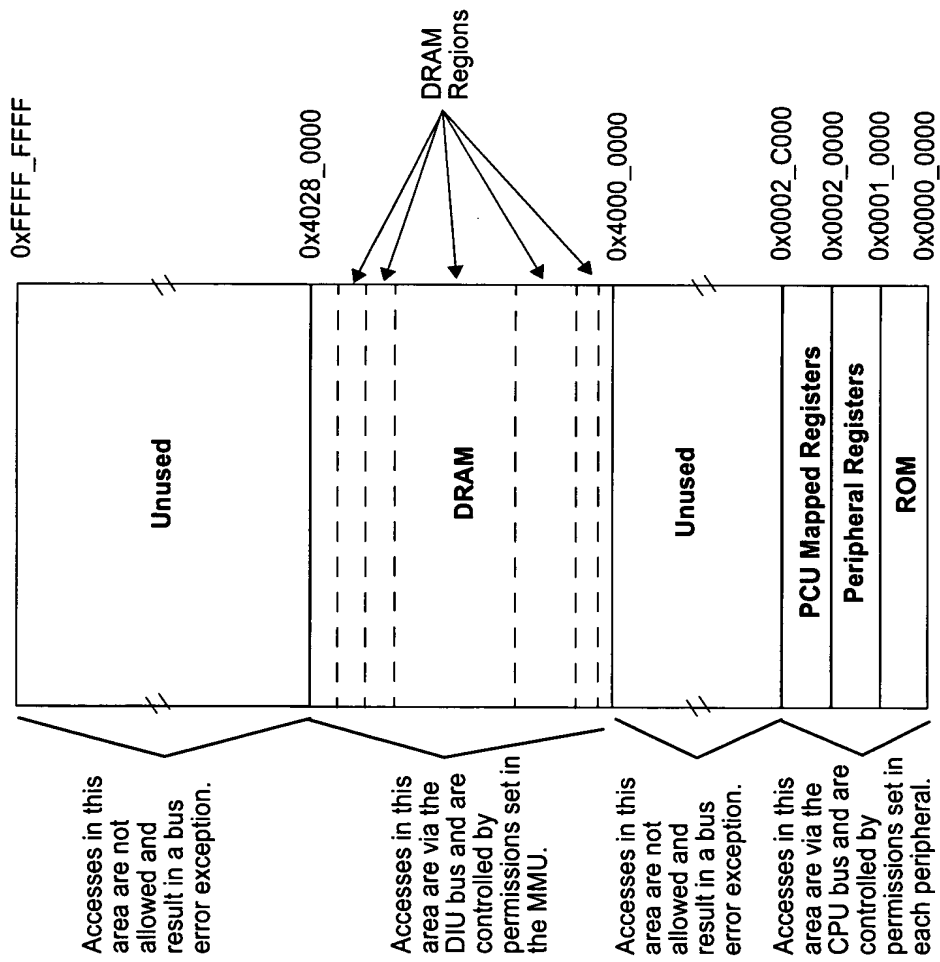 0xFFFF_FFFF
Accesses in this
area are not
allowed and
result in a bus
error exception.
Unused
0x4028_0000
Accesses in this
area are via the
DIU bus and are
controlled by
permissions set in
the MMU.
DRAM
DRAM
Regions
0x4000_0000
Accesses in this
area are not
allowed and
result in a bus
error exception.
Unused
0x0002_C000
Accesses in this
area are via the
CPU bus and are
controlled by
permissions set in
each peripheral.
PCU Mapped Registers
0x0002_0000
Peripheral Registers
0x0001_0000
ROM
0x0000_0000